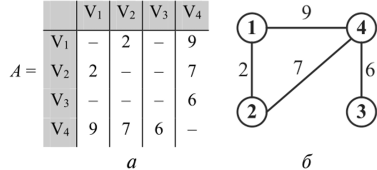 V₁ V₂ V₃ V₄
V₁ – 2 – 9
A = V₂ 2 – – 7
V₃ – – – 6
V₄ 9 7 6 –
а
1 9 4
2 7 6
2 3
б